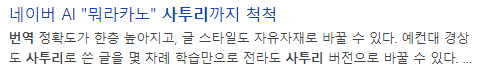 네이버 AI "뭐라카노" 사투리까지 척척
번역 정확도가 한층 높아지고, 글 스타일도 자유자재로 바꿀 수 있다. 예컨대 경상
도 사투리로 쓴 글을 몇 차례 학습만으로 전라도 사투리 버전으로 바꿀 수 있다. ...